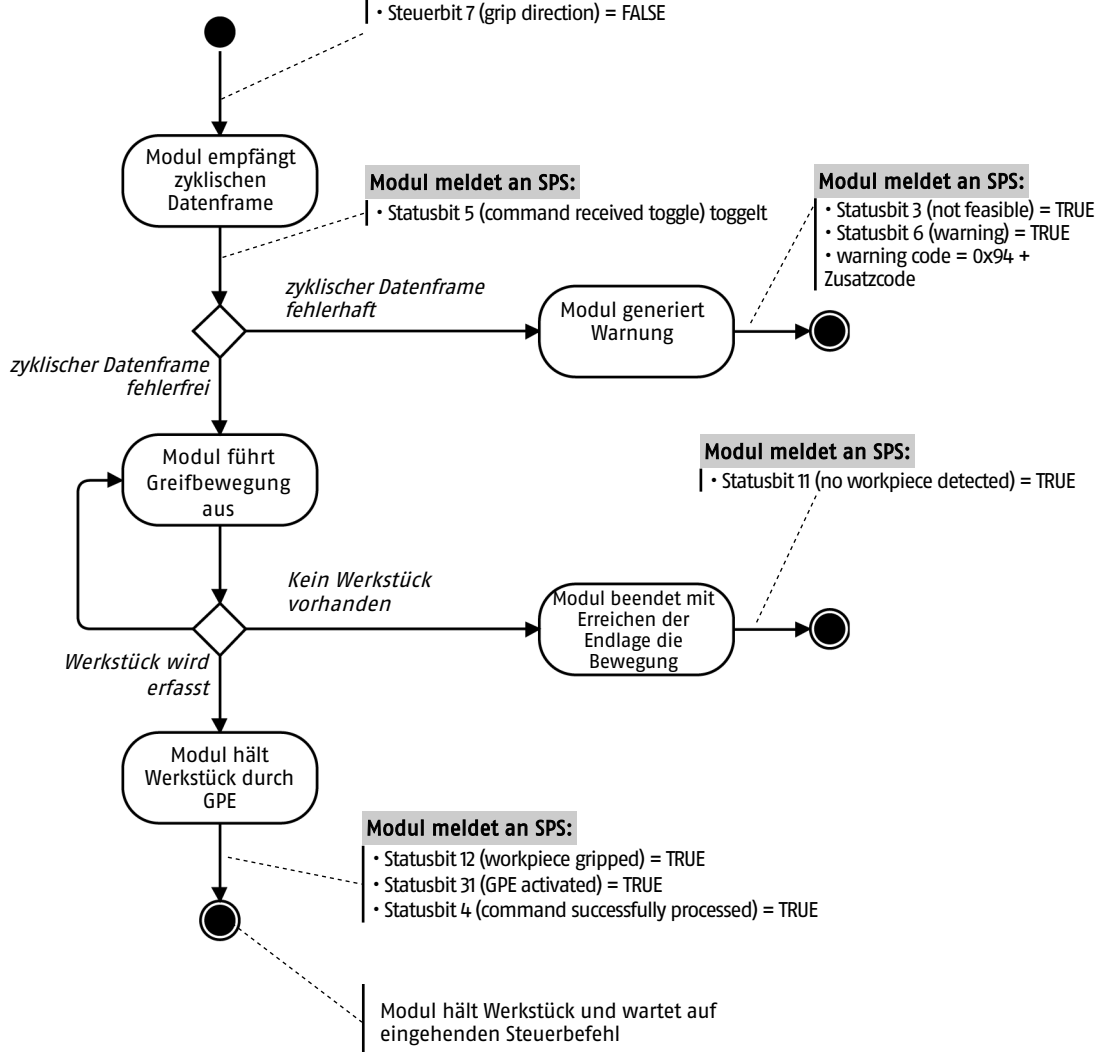 • Steuerbit 7 (grip direction) = FALSE
Modul empfängt
zyklischen
Datenframe
Modul meldet an SPS:
• Statusbit 5 (command received toggle) toggelt
Modul meldet an SPS:
• Statusbit 3 (not feasible) = TRUE
• Statusbit 6 (warning) = TRUE
• warning code = 0x94 +
Zusatzcode
zyklischer Datenframe
fehlerhaft
Modul generiert
Warnung
zyklischer Datenframe
fehlerfrei
Modul führt
Greifbewegung
aus
Modul meldet an SPS:
• Statusbit 11 (no workpiece detected) = TRUE
Kein Werkstück
vorhanden
Modul beendet mit
Erreichen der
Endlage die
Bewegung
Werkstück wird
erfasst
Modul hält
Werkstück durch
GPE
Modul meldet an SPS:
• Statusbit 12 (workpiece gripped) = TRUE
• Statusbit 31 (GPE activated) = TRUE
• Statusbit 4 (command successfully processed) = TRUE
Modul hält Werkstück und wartet auf
eingehenden Steuerbefehl